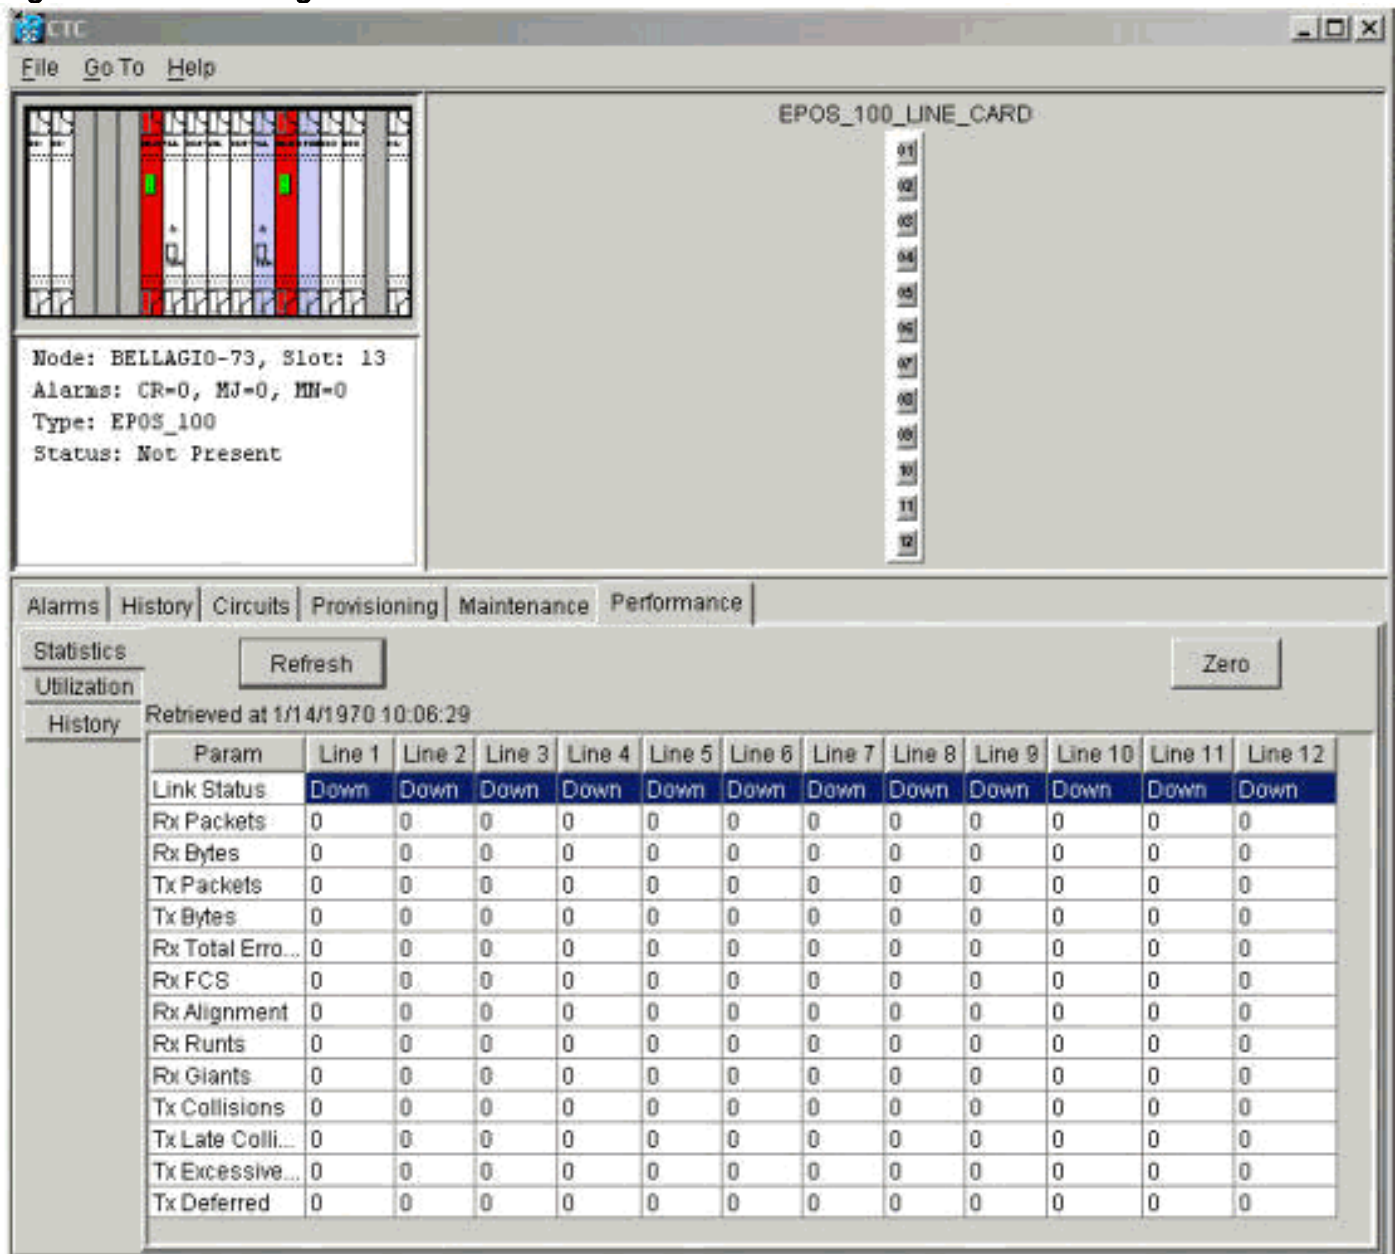 CTC
File Go To Help
EPOS_100_LINE_CARD
01
02
03
04
05
06
07
08
09
10
11
12
Node: BELLAGIO-73, Slot: 13
Alarms: CR=0, MJ=0, MN=0
Type: EPOS_100
Status: Not Present
Alarms History Circuits Provisioning Maintenance Performance
Statistics
Utilization
History
Refresh Zero
Retrieved at 1/14/1970 10:06:29
Param Line 1 Line 2 Line 3 Line 4 Line 5 Line 6 Line 7 Line 8 Line 9 Line 10 Line 11 Line 12
Link Status Down Down Down Down Down Down Down Down Down Down Down Down
Rx Packets 0 0 0 0 0 0 0 0 0 0 0 0
Rx Bytes 0 0 0 0 0 0 0 0 0 0 0 0
Tx Packets 0 0 0 0 0 0 0 0 0 0 0 0
Tx Bytes 0 0 0 0 0 0 0 0 0 0 0 0
Rx Total Erro... 0 0 0 0 0 0 0 0 0 0 0 0
Rx FCS 0 0 0 0 0 0 0 0 0 0 0 0
Rx Alignment 0 0 0 0 0 0 0 0 0 0 0 0
Rx Runts 0 0 0 0 0 0 0 0 0 0 0 0
Rx Giants 0 0 0 0 0 0 0 0 0 0 0 0
Tx Collisions 0 0 0 0 0 0 0 0 0 0 0 0
Tx Late Colli... 0 0 0 0 0 0 0 0 0 0 0 0
Tx Excessive... 0 0 0 0 0 0 0 0 0 0 0 0
Tx Deferred 0 0 0 0 0 0 0 0 0 0 0 0